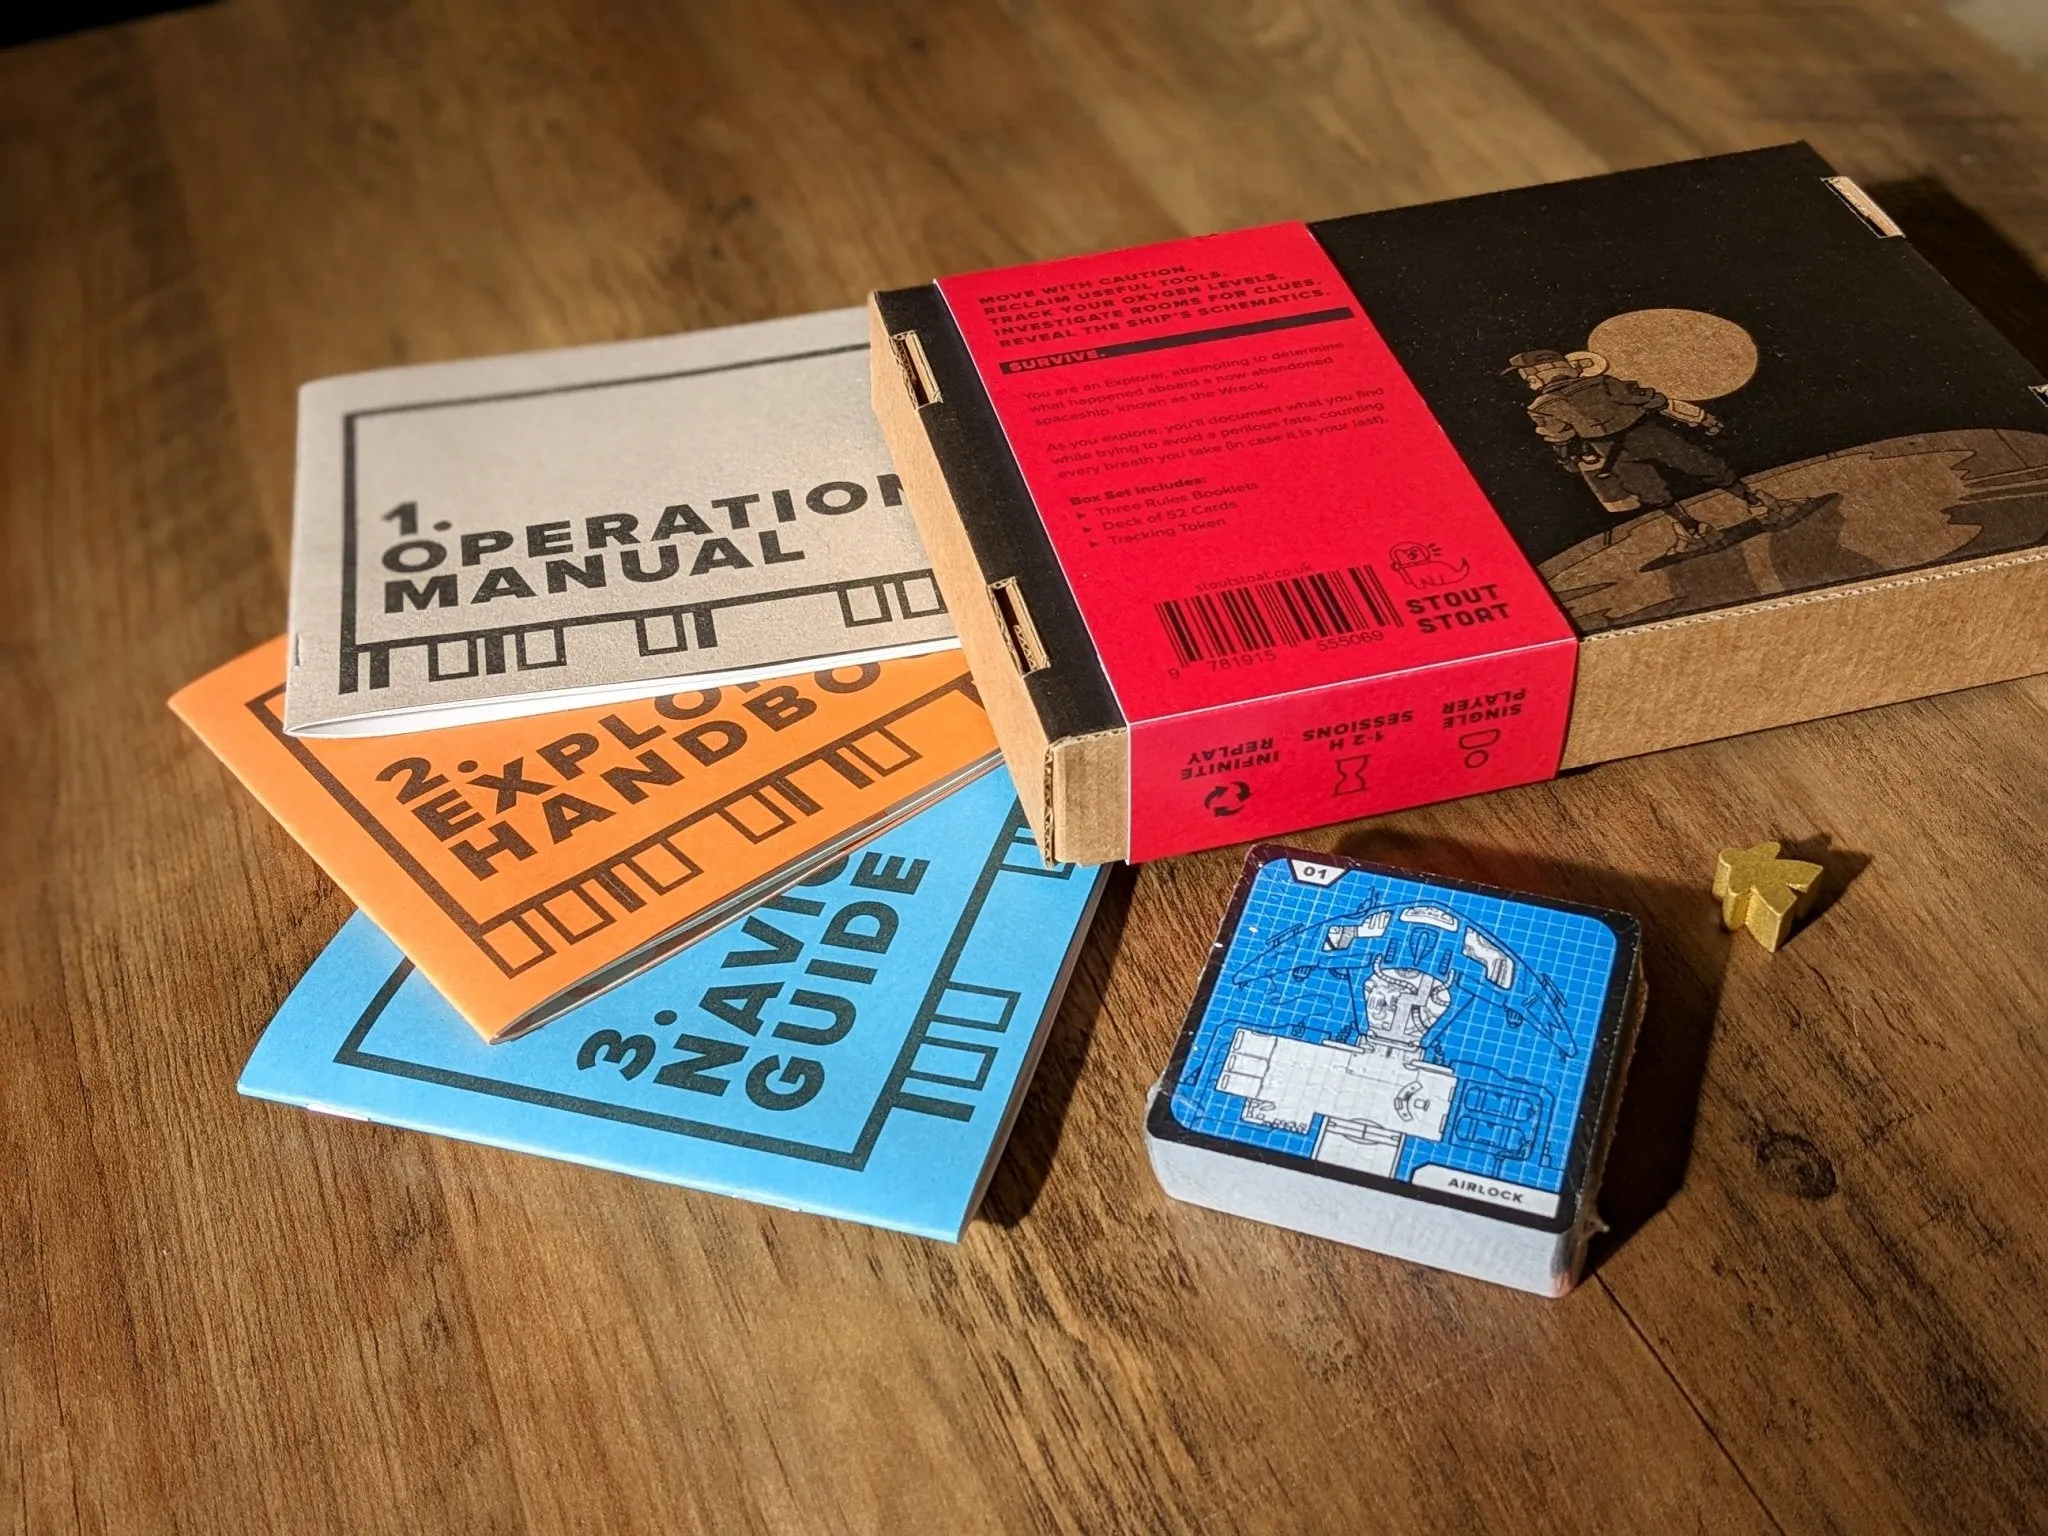 1.
OPERATION
MANUAL
2.
EXPLO
HANDBO
3.
NAVIG
GUIDE
MOVE WITH CAUTION.
RECLAIM USEFUL TOOLS.
TRACK YOUR OXYGEN LEVELS.
INVESTIGATE ROOMS FOR CLUES.
REVEAL THE SHIP'S SCHEMATICS.
SURVIVE.
You are an Explorer, attempting to determine
what happened aboard a now abandoned
spaceship, known as the Wreck.
As you explore, you'll document what you find
while trying to avoid a perilous fate, counting
every breath you take (in case it is your last).
Box Set Includes:
Three Rules Booklets
Deck of 52 Cards
Tracking Token
stoutstoat.co.uk
9 781915 555069
STOUT
STOAT
SINGLE
PLAYER
1-2 H
SESSIONS
INFINITE
REPLAY
01
AIRLOCK